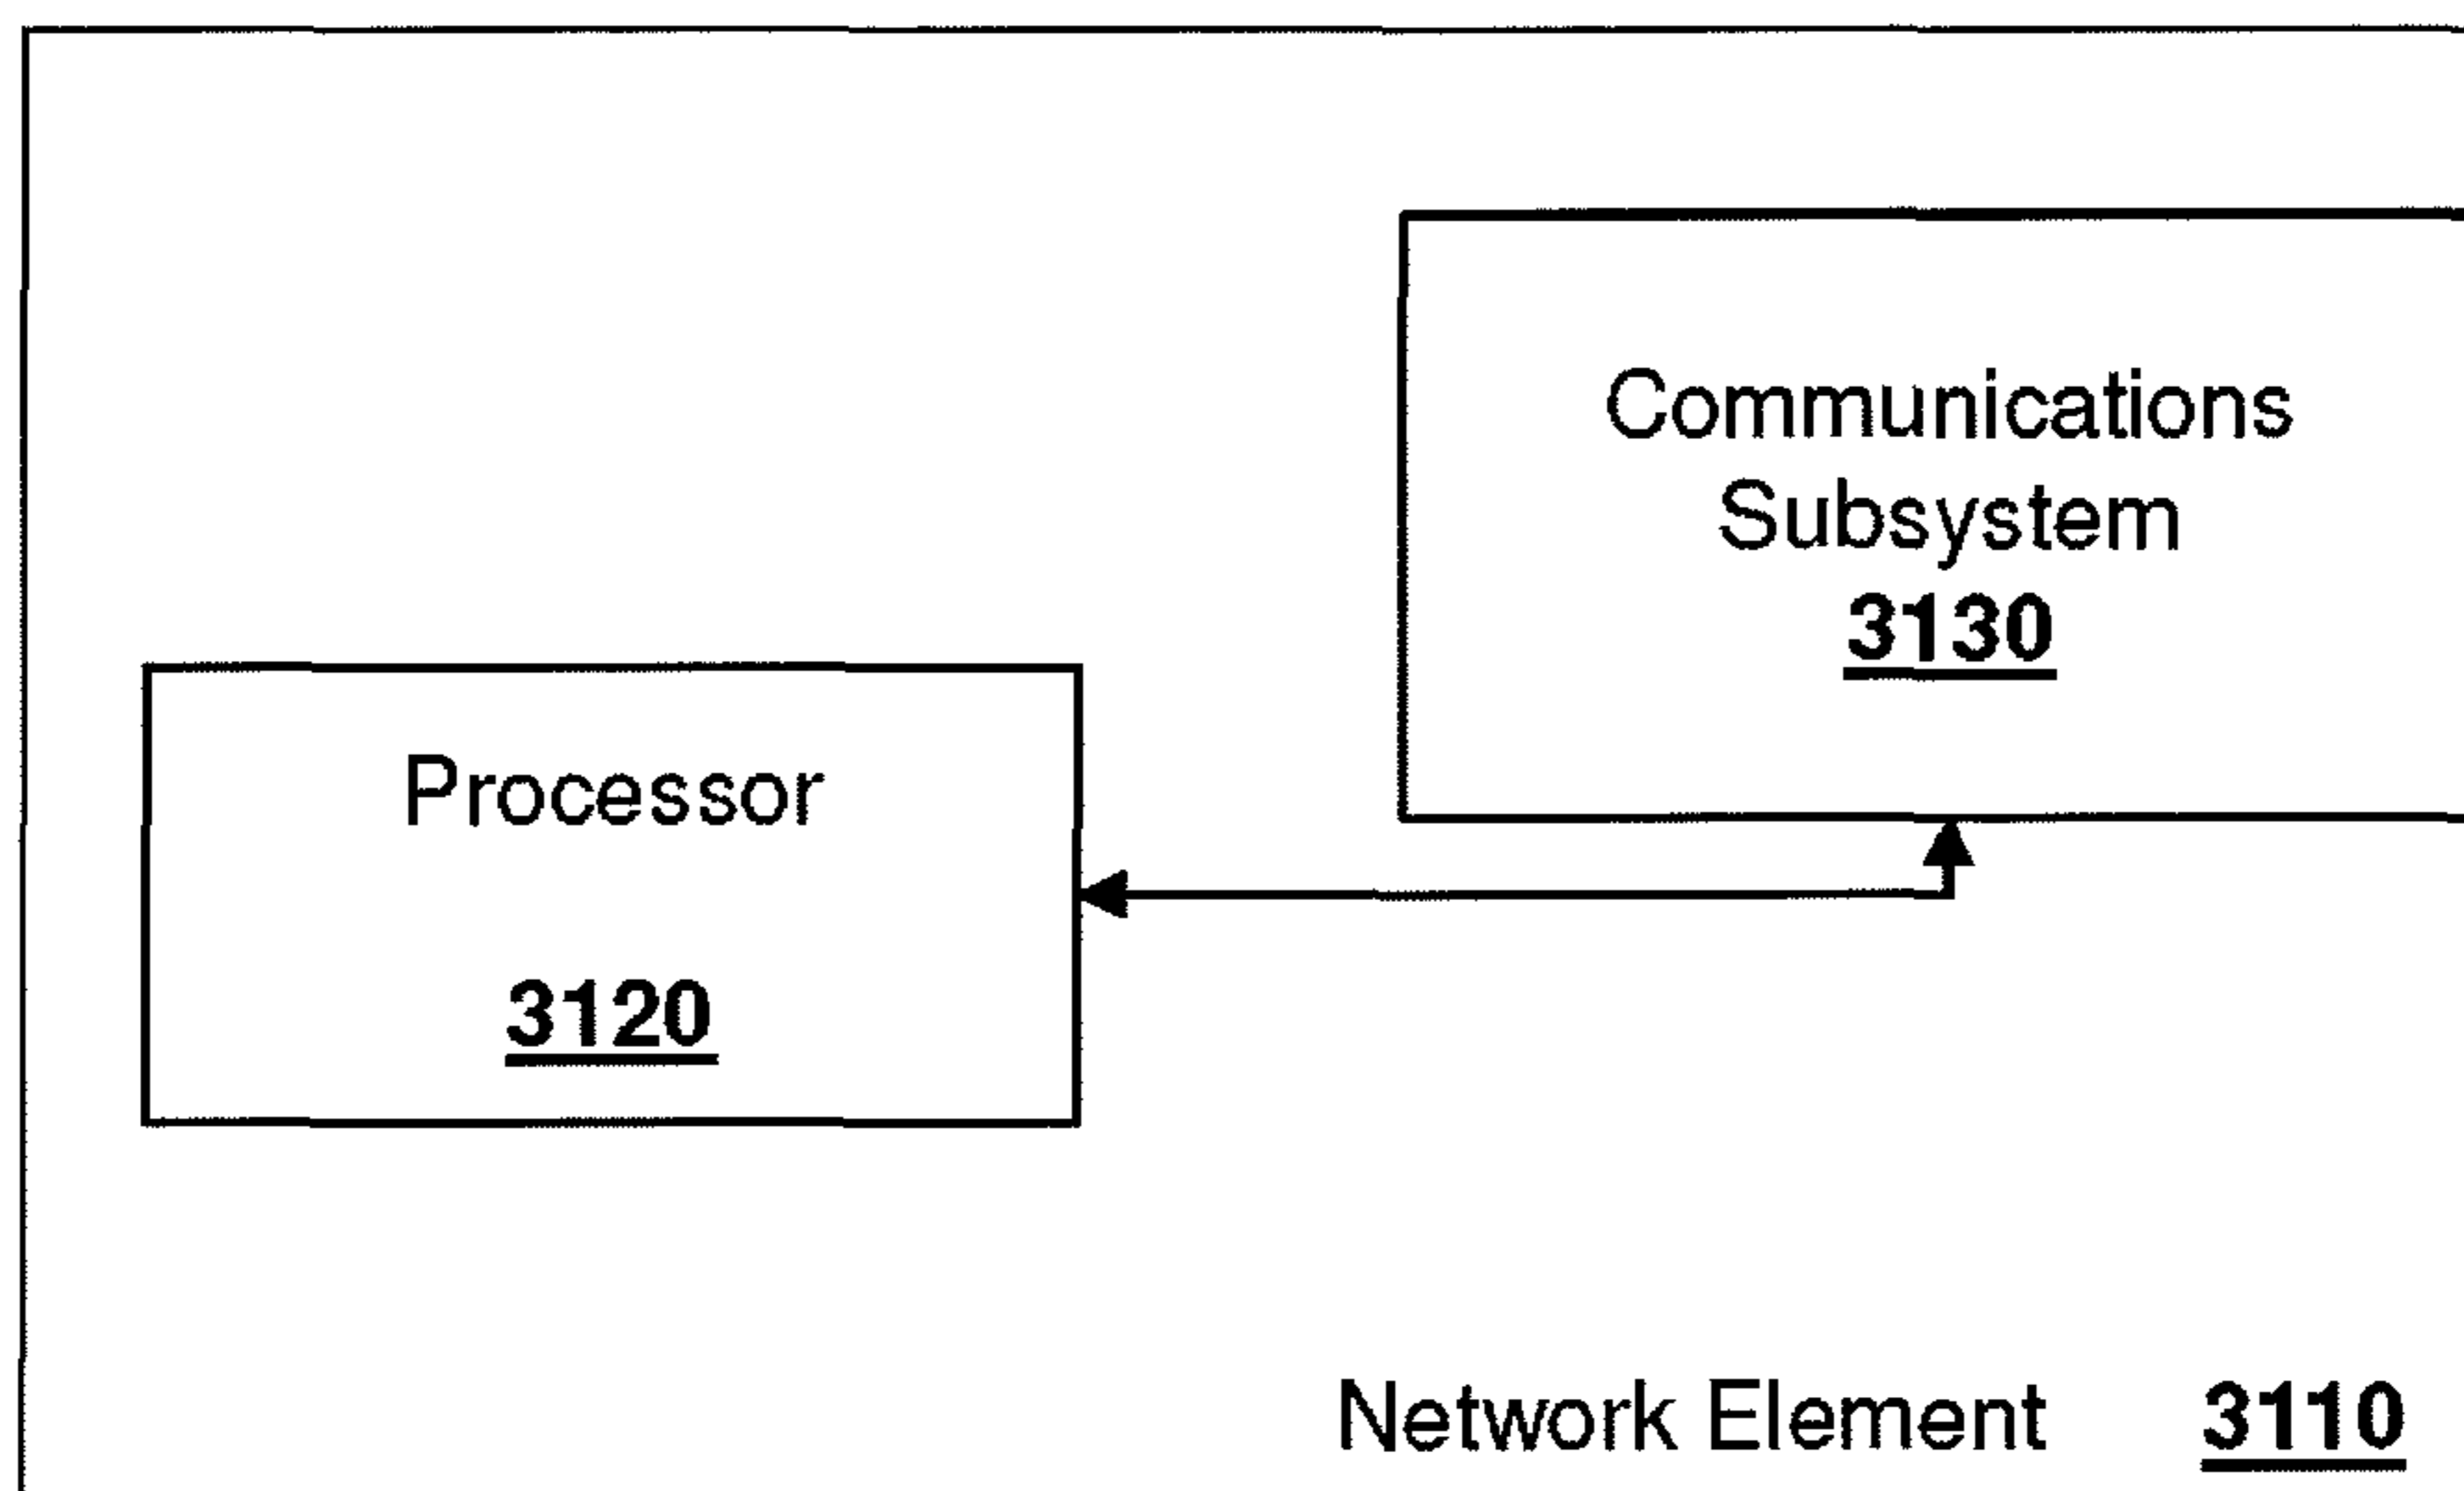 Communications
Subsystem
3130
Processor
3120
Network Element 3110